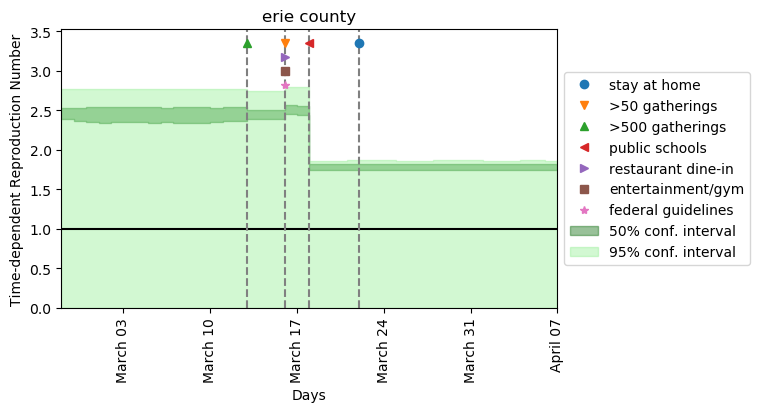 erie county
Time-dependent Reproduction Number
3.5
3.0
2.5
2.0
1.5
1.0
0.5
0.0
March 03
March 10
March 17
March 24
March 31
April 07
Days
stay at home
>50 gatherings
>500 gatherings
public schools
restaurant dine-in
entertainment/gym
federal guidelines
50% conf. interval
95% conf. interval